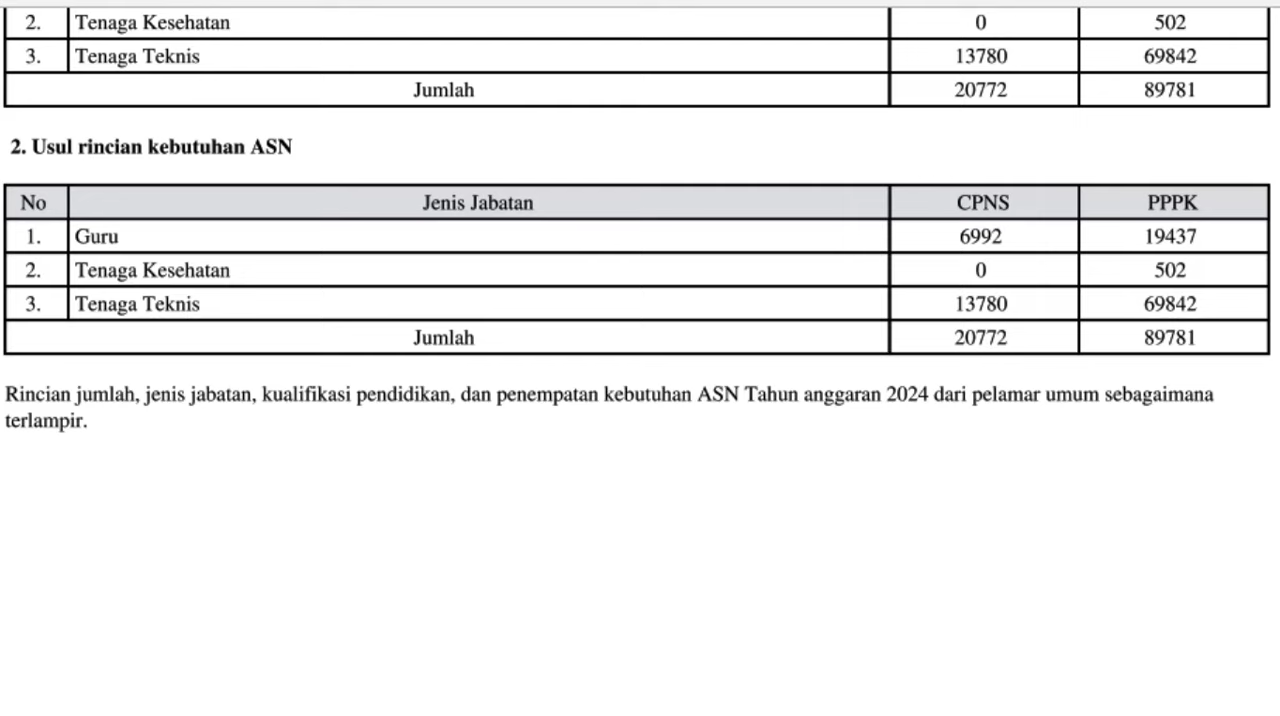 2. Tenaga Kesehatan 0 502
3. Tenaga Teknis 13780 69842
Jumlah 20772 89781
2. Usul rincian kebutuhan ASN
No Jenis Jabatan CPNS PPPK
1. Guru 6992 19437
2. Tenaga Kesehatan 0 502
3. Tenaga Teknis 13780 69842
Jumlah 20772 89781
Rincian jumlah, jenis jabatan, kualifikasi pendidikan, dan penempatan kebutuhan ASN Tahun anggaran 2024 dari pelamar umum sebagaimana
terlampir.